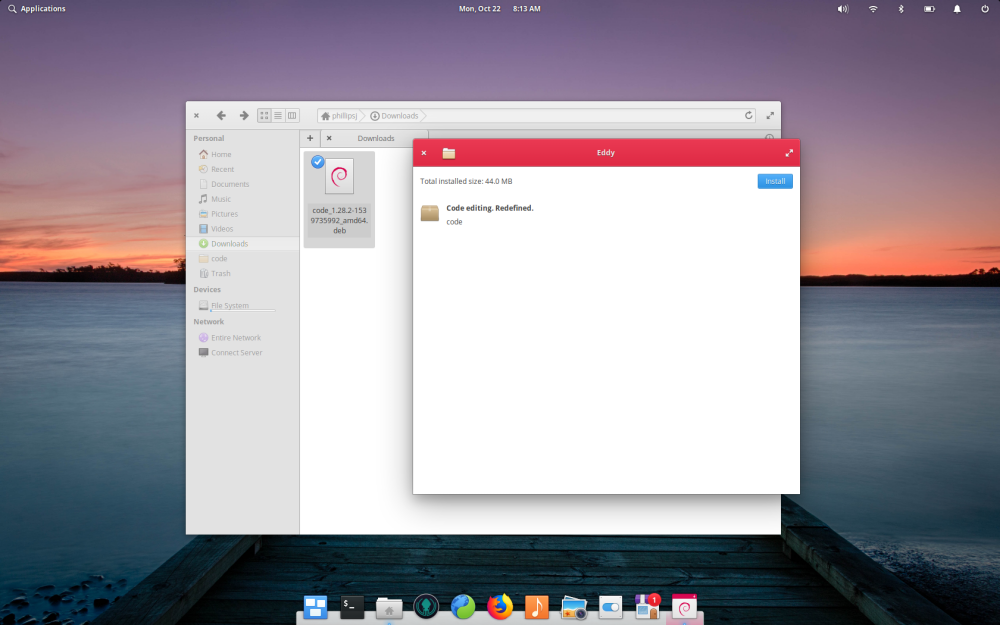 Applications
Mon, Oct 22 8:13 AM
phillipsj
Downloads
Personal
Home
Recent
Documents
Music
Pictures
Videos
Downloads
code
Trash
Devices
File System
Network
Entire Network
Connect Server
Downloads
code_1.28.2-153
9735992_amd64.
deb
Eddy
Total installed size: 44.0 MB
Install
Code editing. Redefined.
code
$ _
1